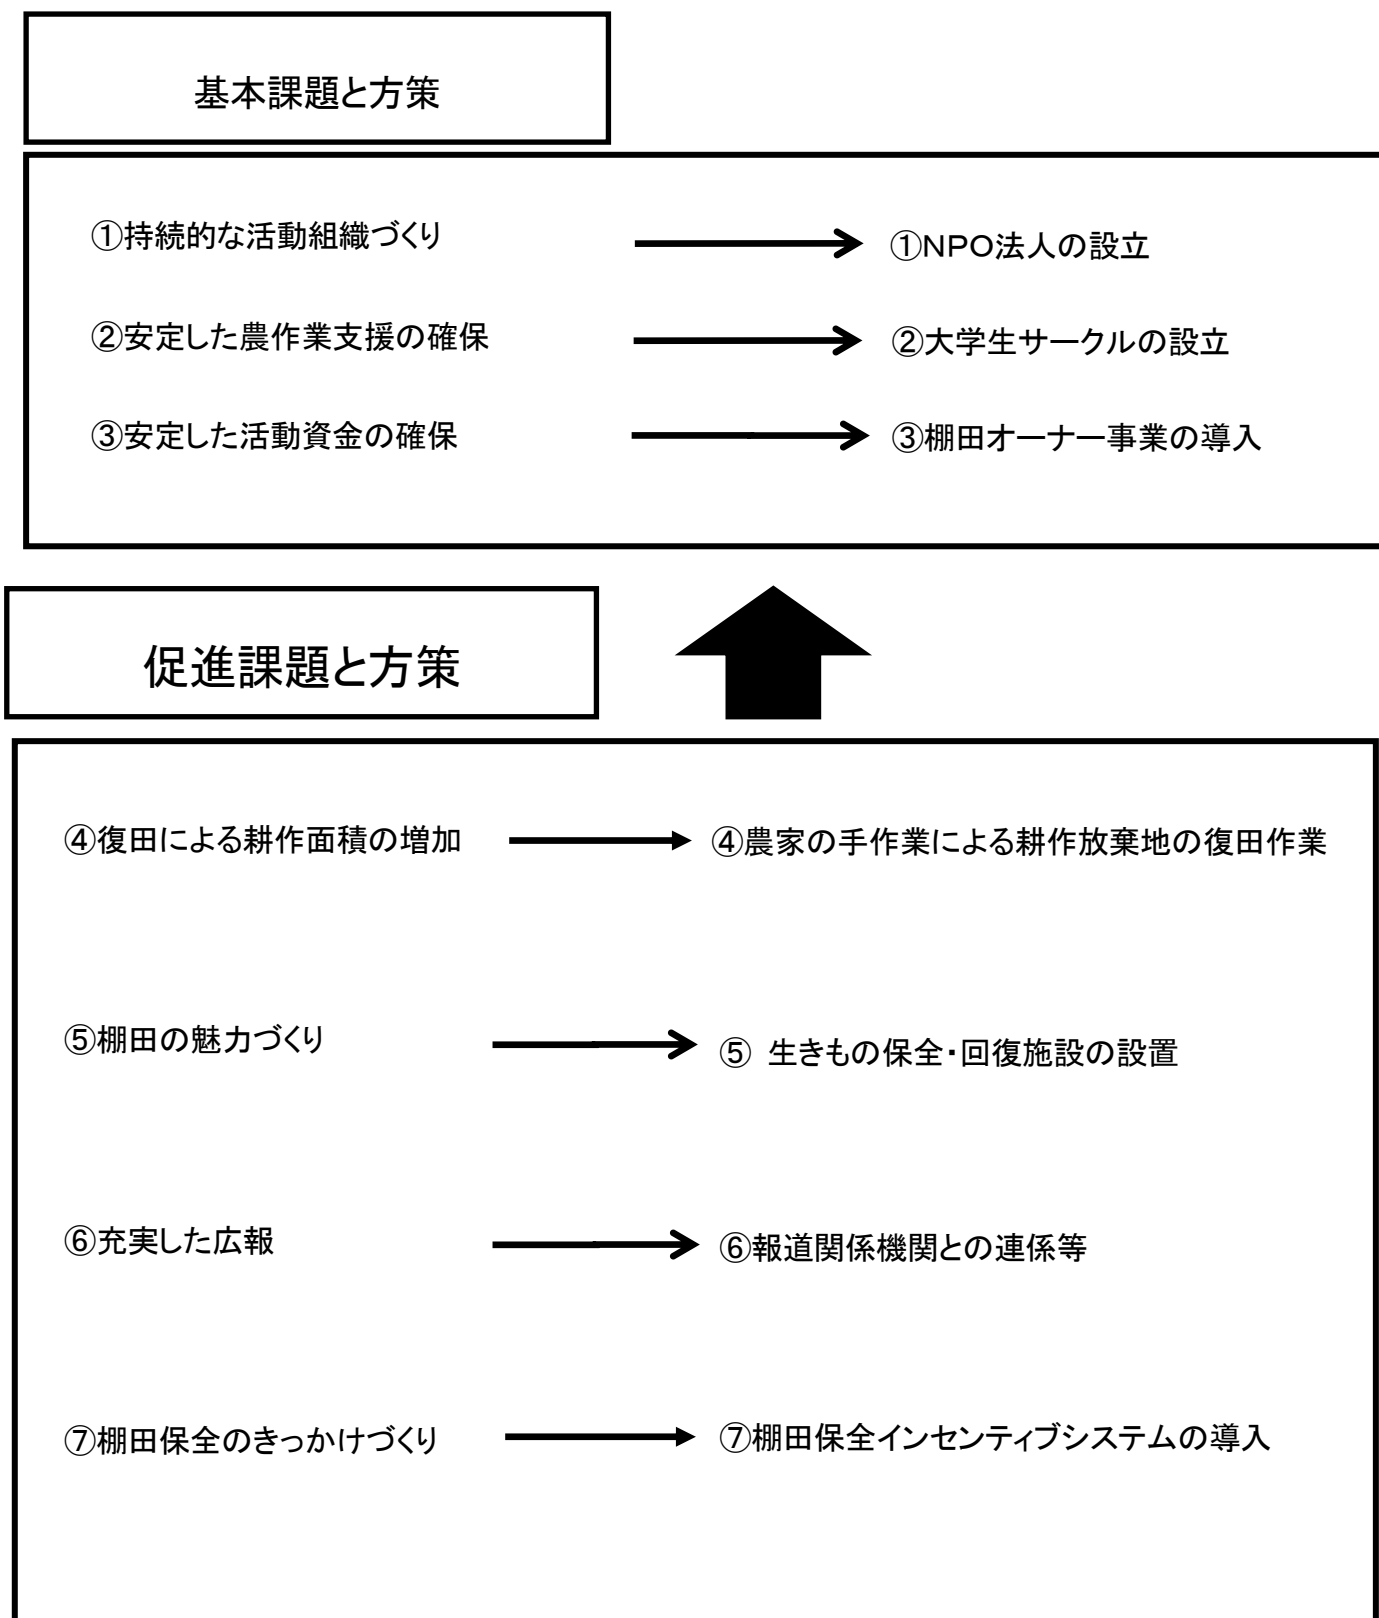 基本課題と方策
①持続的な活動組織づくり
①NPO法人の設立
②安定した農作業支援の確保
②大学生サークルの設立
③安定した活動資金の確保
③棚田オーナー事業の導入
促進課題と方策
④復田による耕作面積の増加
④農家の手作業による耕作放棄地の復田作業
⑤棚田の魅力づくり
⑤ 生きもの保全・回復施設の設置
⑥充実した広報
⑥報道関係機関との連係等
⑦棚田保全のきっかけづくり
⑦棚田保全インセンティブシステムの導入